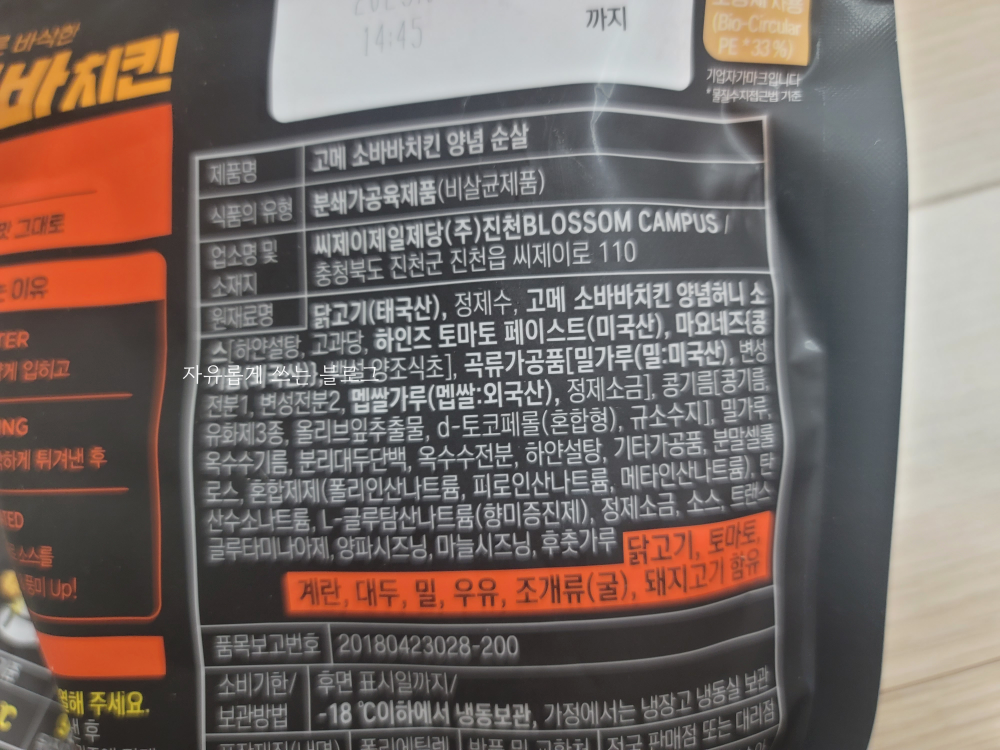 바삭한
바치킨
14:45
까지
(Bio-Circular
PE *33%)
기업자가마크입니다
*물질수지접근법 기준
제품명 고메 소바바치킨 양념 순살
식품의 유형 분쇄가공육제품(비살균제품)
업소명 및 소재지 씨제이제일제당(주)진천BLOSSOM CAMPUS /
충청북도 진천군 진천읍 씨제이로 110
원재료명 닭고기(태국산), 정제수, 고메 소바바치킨 양념허니 소
스[하얀설탕, 고과당, 하인즈 토마토 페이스트(미국산), 마요네즈{콩
양조식초], 곡류가공품[밀가루(밀:미국산), 변성
전분1, 변성전분2, 멥쌀가루(멥쌀:외국산), 정제소금], 콩기름[콩기름,
유화제3종, 올리브잎추출물, d-토코페롤(혼합형), 규소수지], 밀가루,
옥수수기름, 분리대두단백, 옥수수전분, 하얀설탕, 기타가공품, 분말셀룰
로스, 혼합제제(폴리인산나트륨, 피로인산나트륨, 메타인산나트륨), 탄
산수소나트륨, L-글루탐산나트륨(향미증진제), 정제소금, 소스, 트랜스
글루타미나아제, 양파시즈닝, 마늘시즈닝, 후춧가루 닭고기, 토마토,
계란, 대두, 밀, 우유, 조개류(굴), 돼지고기 함유
품목보고번호 20180423028-200
소비기한/ 보관방법 후면 표시일까지/
-18 ℃이하에서 냉동보관, 가정에서는 냉장고 냉동실 보관
전국 판매점 또는 대리점
자유롭게 쓰는 블로그
그대로
이유
입히고
튀겨낸 후
소스를
풍미 Up!
해 주세요.